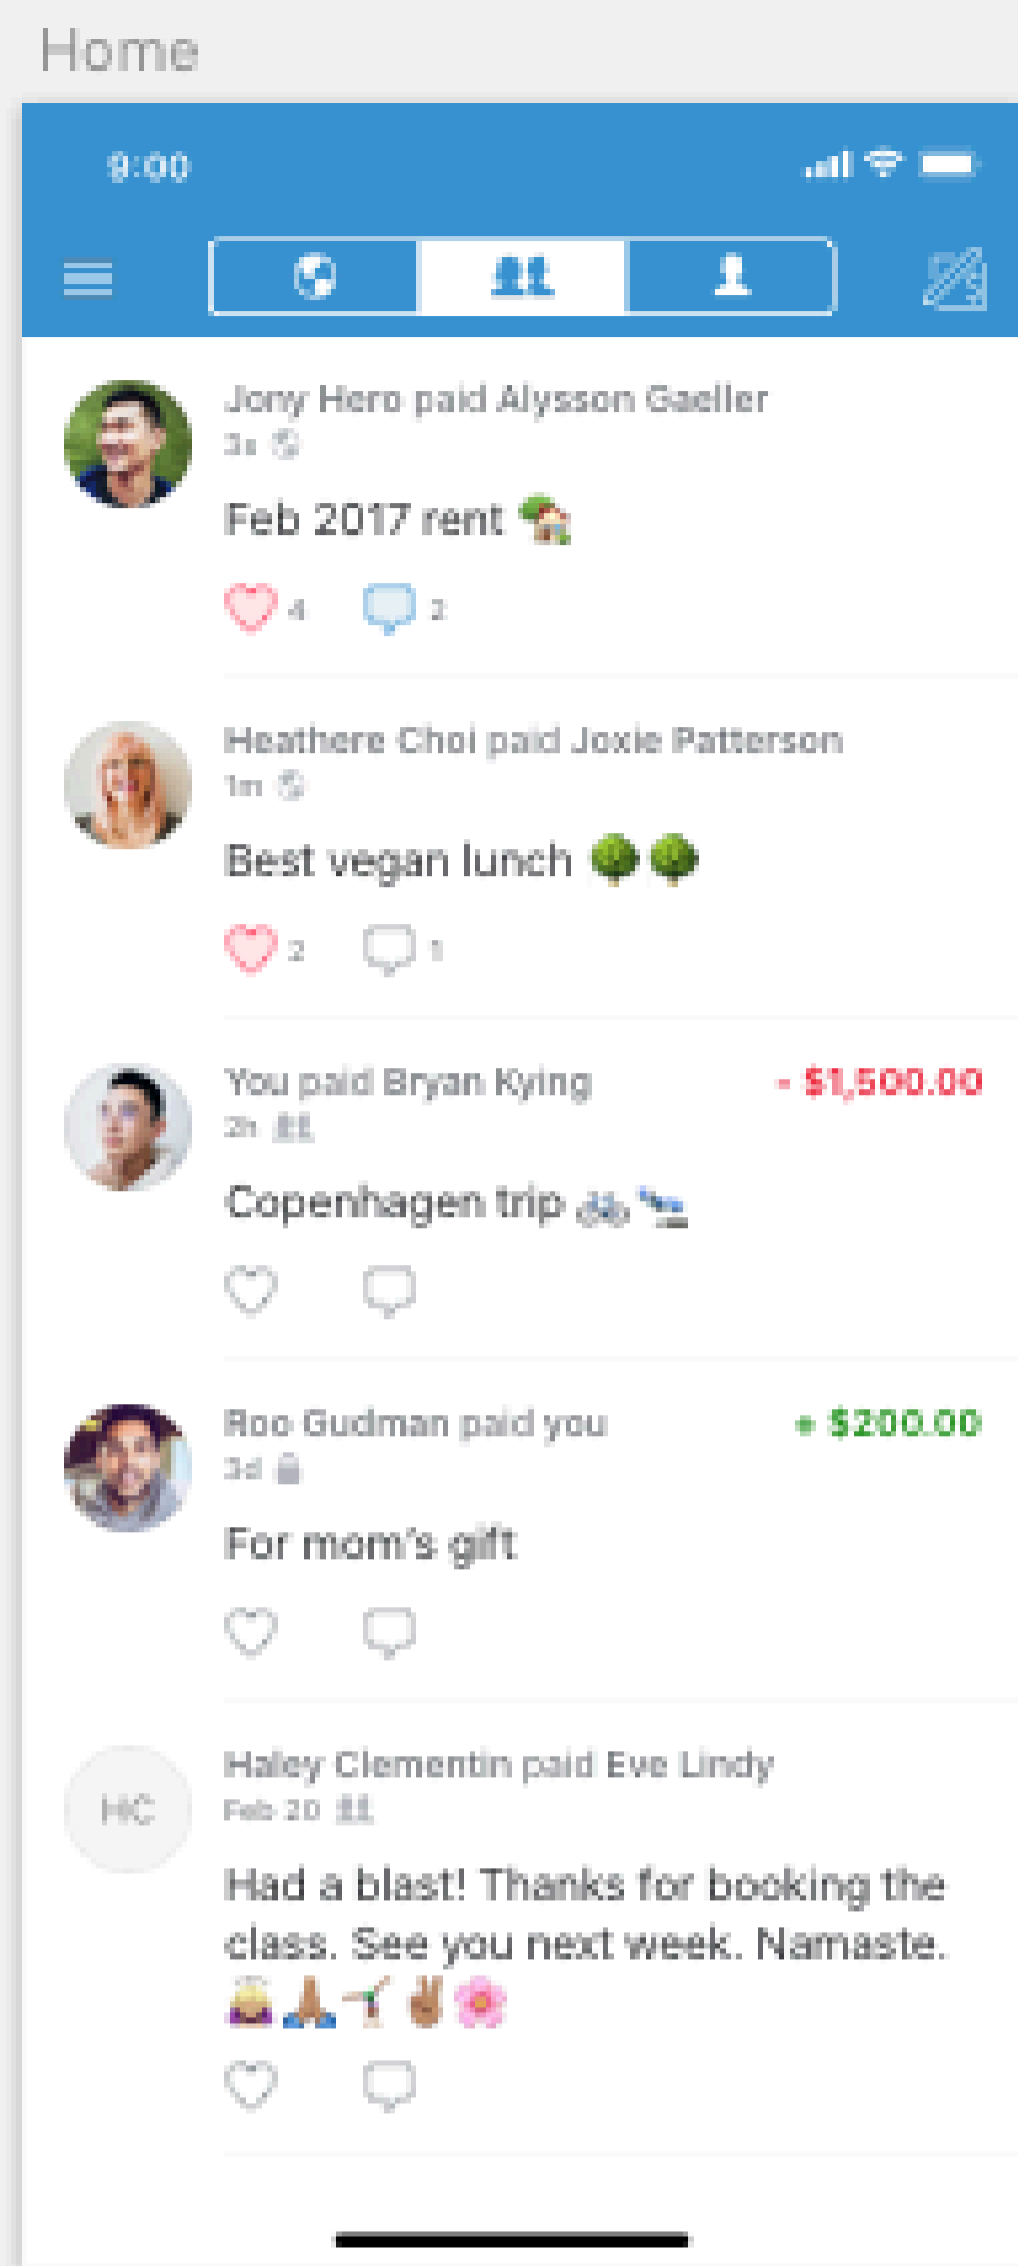 Home
9:00
Jony Hero paid Alysson Gaeller
3s
Feb 2017 rent 🏡
4 2
Heathere Choi paid Joxie Patterson
1m
Best vegan lunch 🌳🌳
2 1
You paid Bryan Kying - $1,500.00
2h
Copenhagen trip 🚲🛬
Roo Gudman paid you + $200.00
3d
For mom's gift
HC
Haley Clementin paid Eve Lindy
Feb 20
Had a blast! Thanks for booking the
class. See you next week. Namaste.